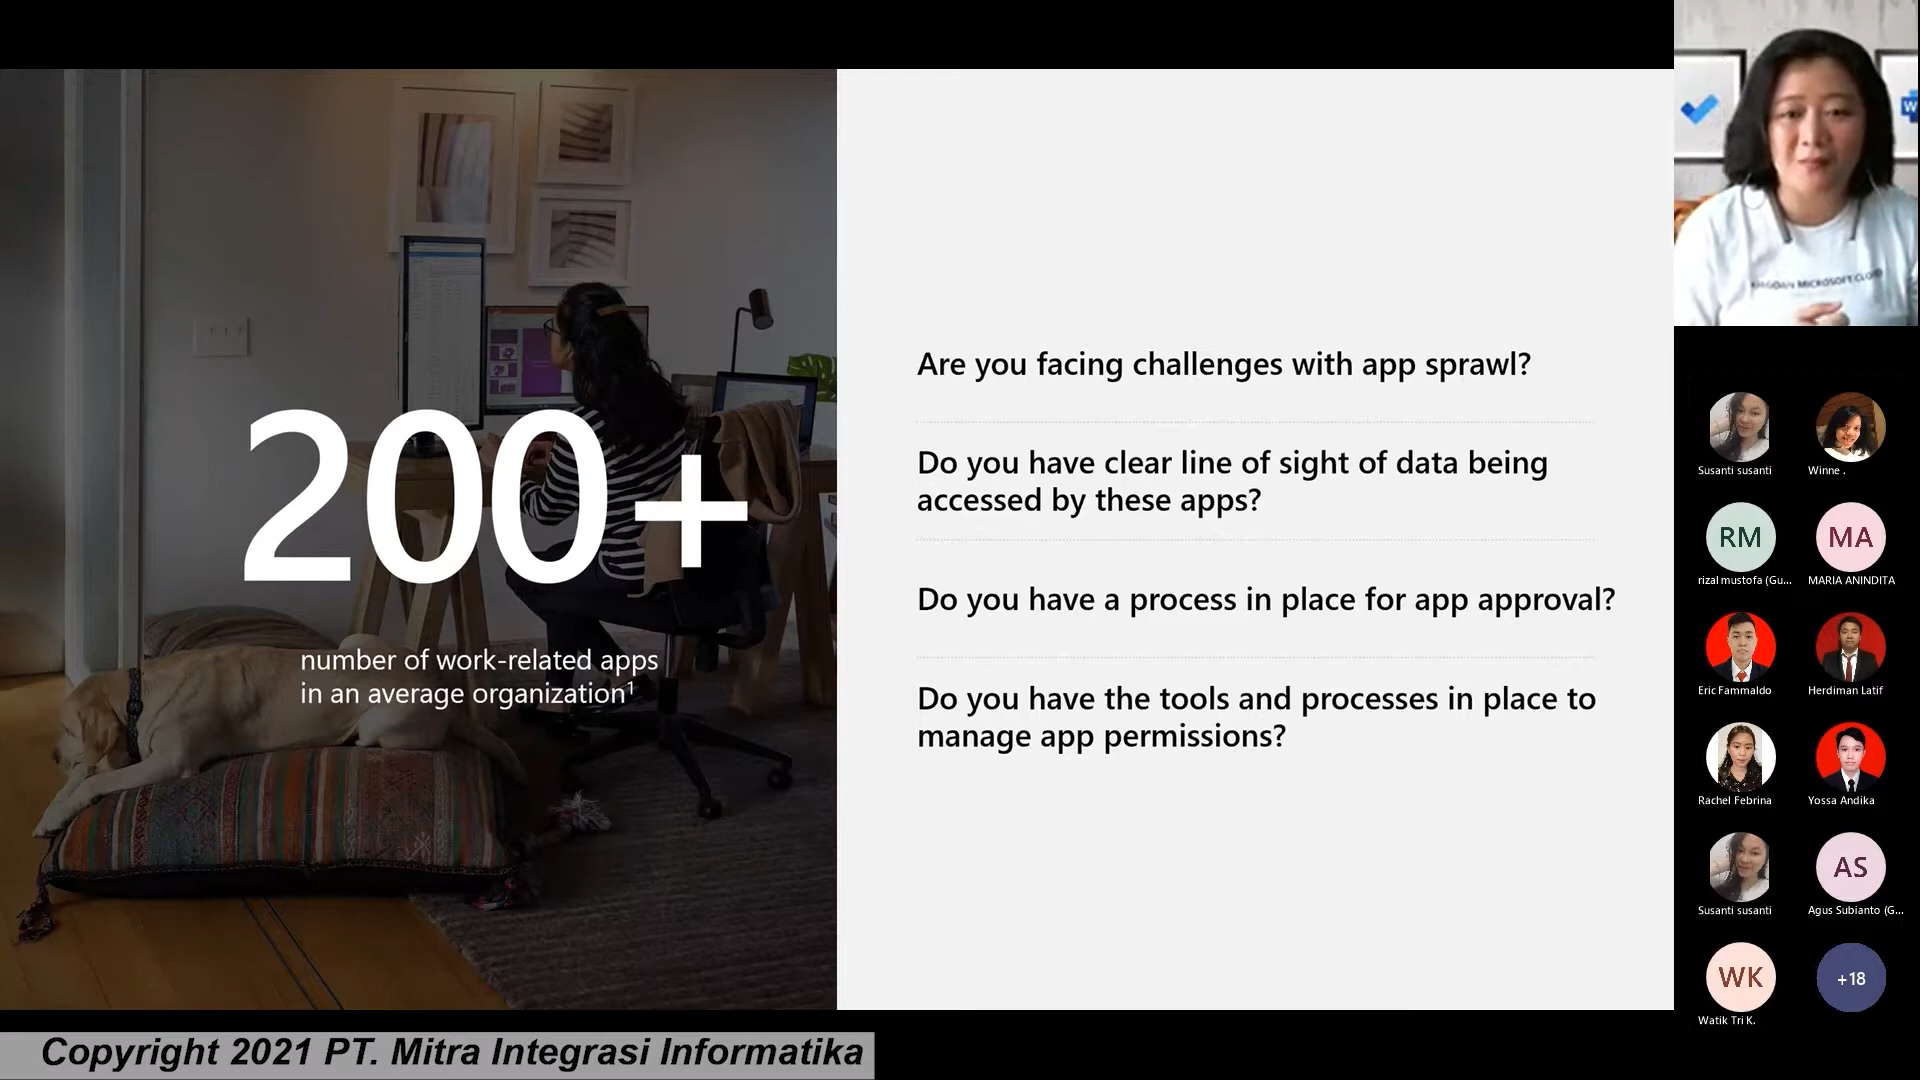 200+
number of work-related apps
in an average organization¹
Are you facing challenges with app sprawl?
Do you have clear line of sight of data being
accessed by these apps?
Do you have a process in place for app approval?
Do you have the tools and processes in place to
manage app permissions?
W
MICROSOFT CLOUD
Susanti susanti
Winne .
RM
MA
rizal mustofa (Gu...
MARIA ANINDITA
Eric Fammaldo
Herdiman Latif
Rachel Febrina
Yossa Andika
AS
Susanti susanti
Agus Subianto (G...
WK
+18
Watik Tri K.
Copyright 2021 PT. Mitra Integrasi Informatika